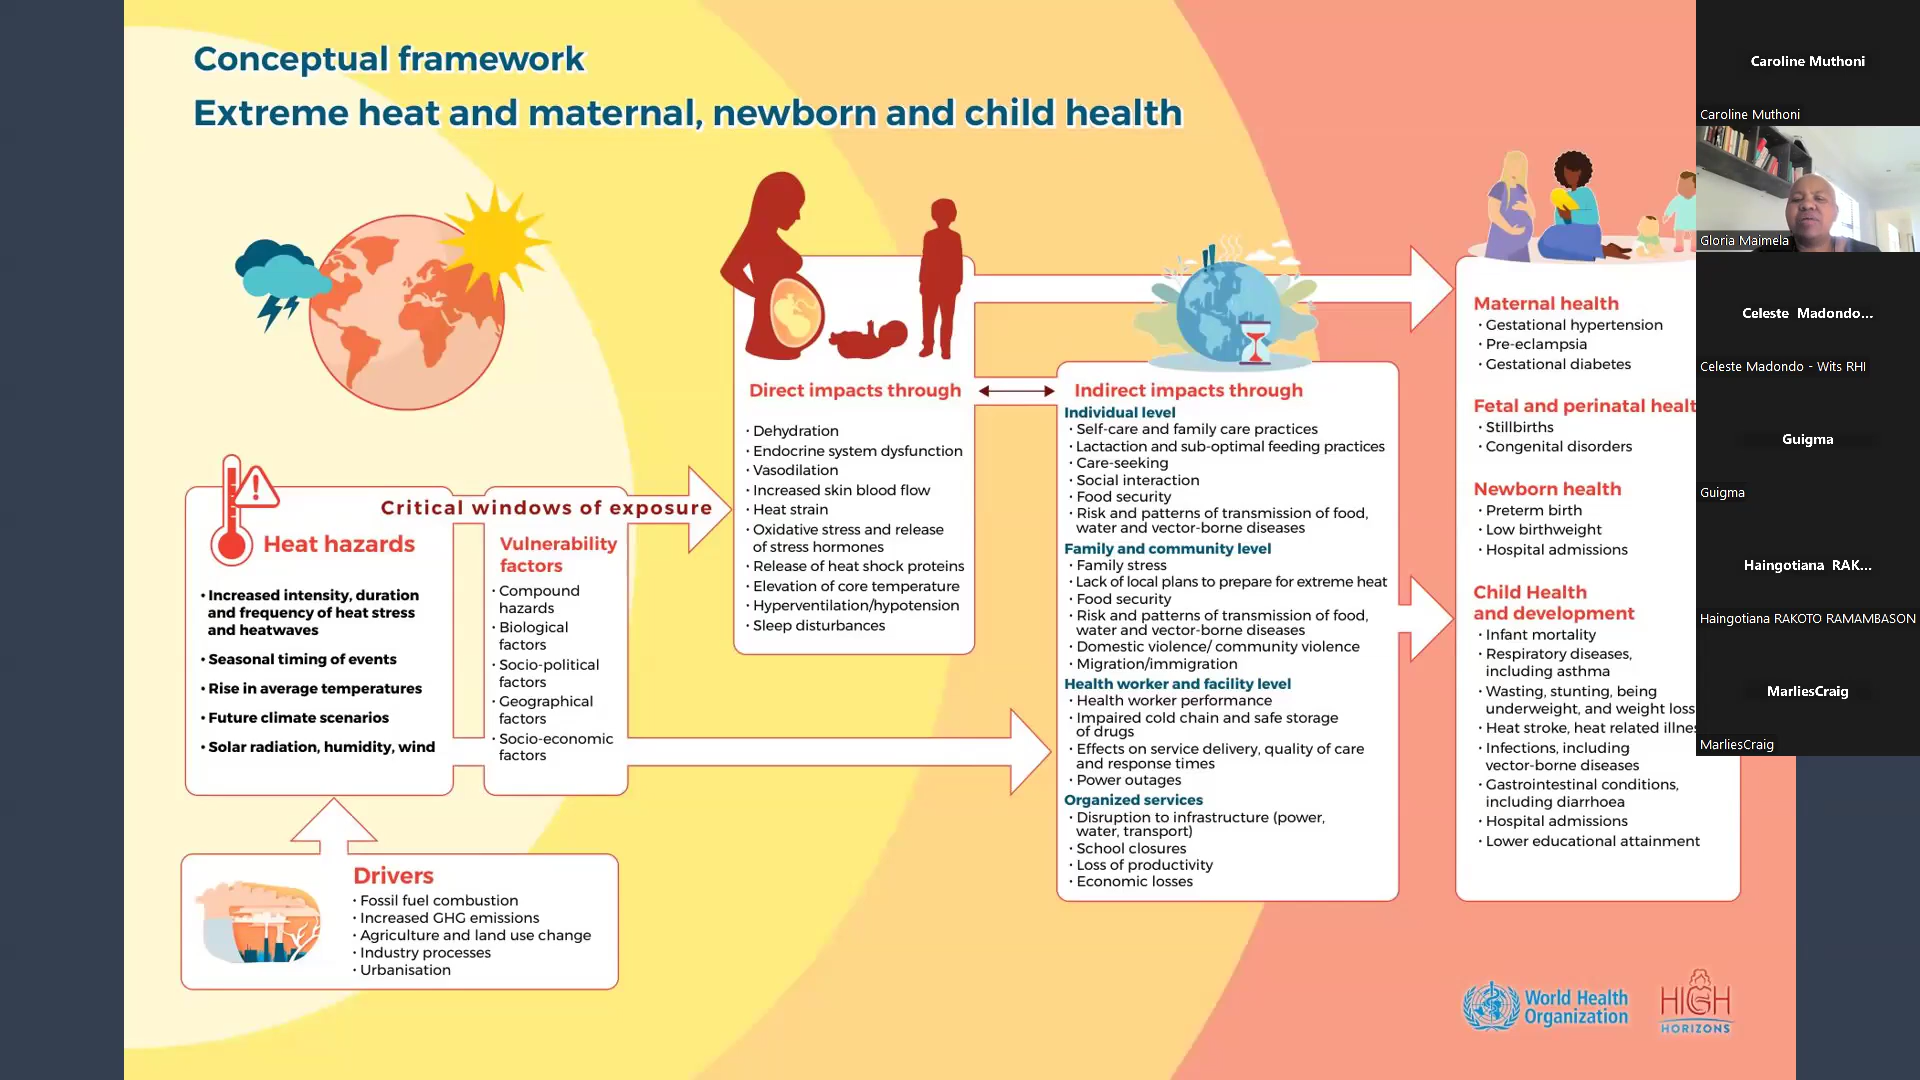 Conceptual framework
Extreme heat and maternal, newborn and child health
Heat hazards
• Increased intensity, duration
and frequency of heat stress
and heatwaves
• Seasonal timing of events
• Rise in average temperatures
• Future climate scenarios
• Solar radiation, humidity, wind
Critical windows of exposure
Vulnerability
factors
· Compound
hazards
· Biological
factors
· Socio-political
factors
· Geographical
factors
· Socio-economic
factors
Drivers
· Fossil fuel combustion
· Increased GHG emissions
· Agriculture and land use change
· Industry processes
· Urbanisation
Direct impacts through
· Dehydration
· Endocrine system dysfunction
· Vasodilation
· Increased skin blood flow
· Heat strain
· Oxidative stress and release
of stress hormones
· Release of heat shock proteins
· Elevation of core temperature
· Hyperventilation/hypotension
· Sleep disturbances
Indirect impacts through
Individual level
· Self-care and family care practices
· Lactaction and sub-optimal feeding practices
· Care-seeking
· Social interaction
· Food security
· Risk and patterns of transmission of food,
water and vector-borne diseases
Family and community level
· Family stress
· Lack of local plans to prepare for extreme heat
· Food security
· Risk and patterns of transmission of food,
water and vector-borne diseases
· Domestic violence/ community violence
· Migration/immigration
Health worker and facility level
· Health worker performance
· Impaired cold chain and safe storage
of drugs
· Effects on service delivery, quality of care
and response times
· Power outages
Organized services
· Disruption to infrastructure (power,
water, transport)
· School closures
· Loss of productivity
· Economic losses
Maternal health
· Gestational hypertension
· Pre-eclampsia
· Gestational diabetes
Fetal and perinatal healt
· Stillbirths
· Congenital disorders
Newborn health
· Preterm birth
· Low birthweight
· Hospital admissions
Child Health
and development
· Infant mortality
· Respiratory diseases,
including asthma
· Wasting, stunting, being
underweight, and weight loss
· Heat stroke, heat related illnes
· Infections, including
vector-borne diseases
· Gastrointestinal conditions,
including diarrhoea
· Hospital admissions
· Lower educational attainment
World Health
Organization
HIGH
HORIZONS
Caroline Muthoni
Caroline Muthoni
Gloria Maimela
Celeste Madondo...
Celeste Madondo - Wits RHI
Guigma
Guigma
Haingotiana RAK...
Haingotiana RAKOTO RAMAMBASON
MarliesCraig
MarliesCraig